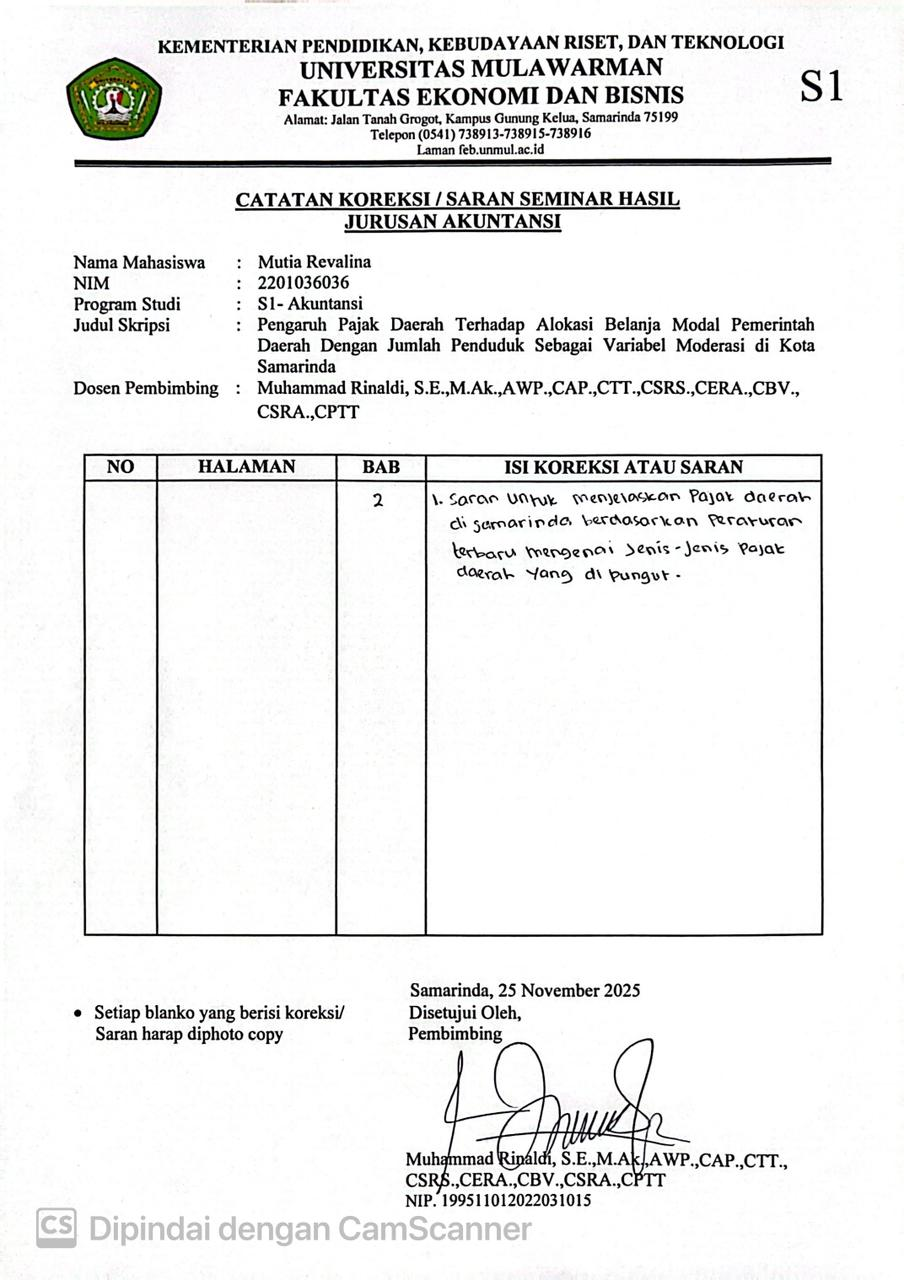 KEMENTERIAN PENDIDIKAN, KEBUDAYAAN RISET, DAN TEKNOLOGI
UNIVERSITAS MULAWARMAN
FAKULTAS EKONOMI DAN BISNIS
S1
Alamat: Jalan Tanah Grogot, Kampus Gunung Kelua, Samarinda 75199
Telepon (0541) 738913-738915-738916
Laman feb.unmul.ac.id
CATATAN KOREKSI / SARAN SEMINAR HASIL
JURUSAN AKUNTANSI
Nama Mahasiswa : Mutia Revalina
NIM : 2201036036
Program Studi : S1- Akuntansi
Judul Skripsi : Pengaruh Pajak Daerah Terhadap Alokasi Belanja Modal Pemerintah
Daerah Dengan Jumlah Penduduk Sebagai Variabel Moderasi di Kota
Samarinda
Dosen Pembimbing : Muhammad Rinaldi, S.E.,M.Ak.,AWP.,CAP.,CTT.,CSRS.,CERA.,CBV.,
CSRA.,CPTT
NO HALAMAN BAB ISI KOREKSI ATAU SARAN
2 1. Saran Untuk menjelaskan Pajak daerah
di samarinda berdasarkan Peraturan
terbaru mengenai Jenis-Jenis Pajak
daerah Yang di pungut.
Samarinda, 25 November 2025
• Setiap blanko yang berisi koreksi/ Disetujui Oleh,
Saran harap diphoto copy Pembimbing
Muhammad Rinaldi, S.E.,M.Ak.,AWP.,CAP.,CTT.,
CSRS.,CERA.,CBV.,CSRA.,CPTT
NIP. 199511012022031015
CS Dipindai dengan CamScanner